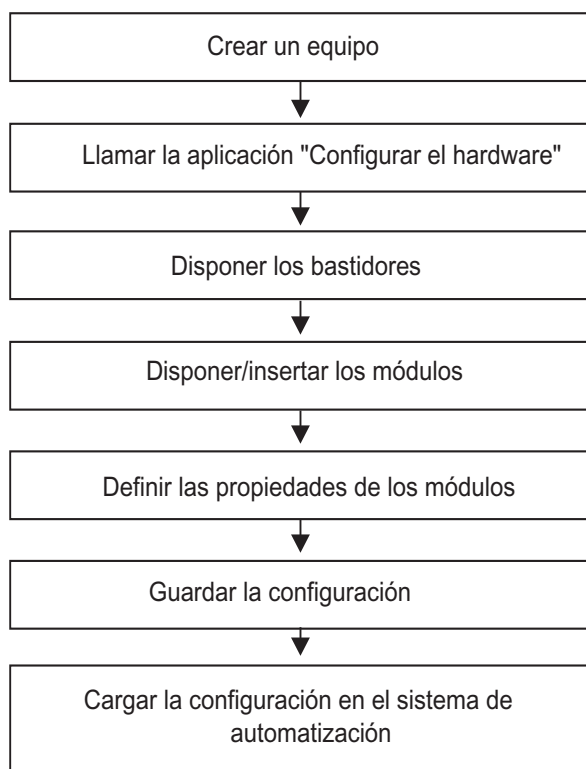 Crear un equipo
Llamar la aplicación "Configurar el hardware"
Disponer los bastidores
Disponer/insertar los módulos
Definir las propiedades de los módulos
Guardar la configuración
Cargar la configuración en el sistema de
automatización